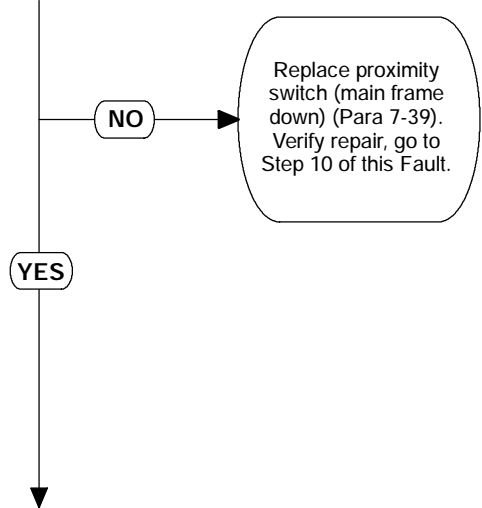 Replace proximity
switch (main frame
down) (Para 7-39).
Verify repair, go to
Step 10 of this Fault.
NO
YES